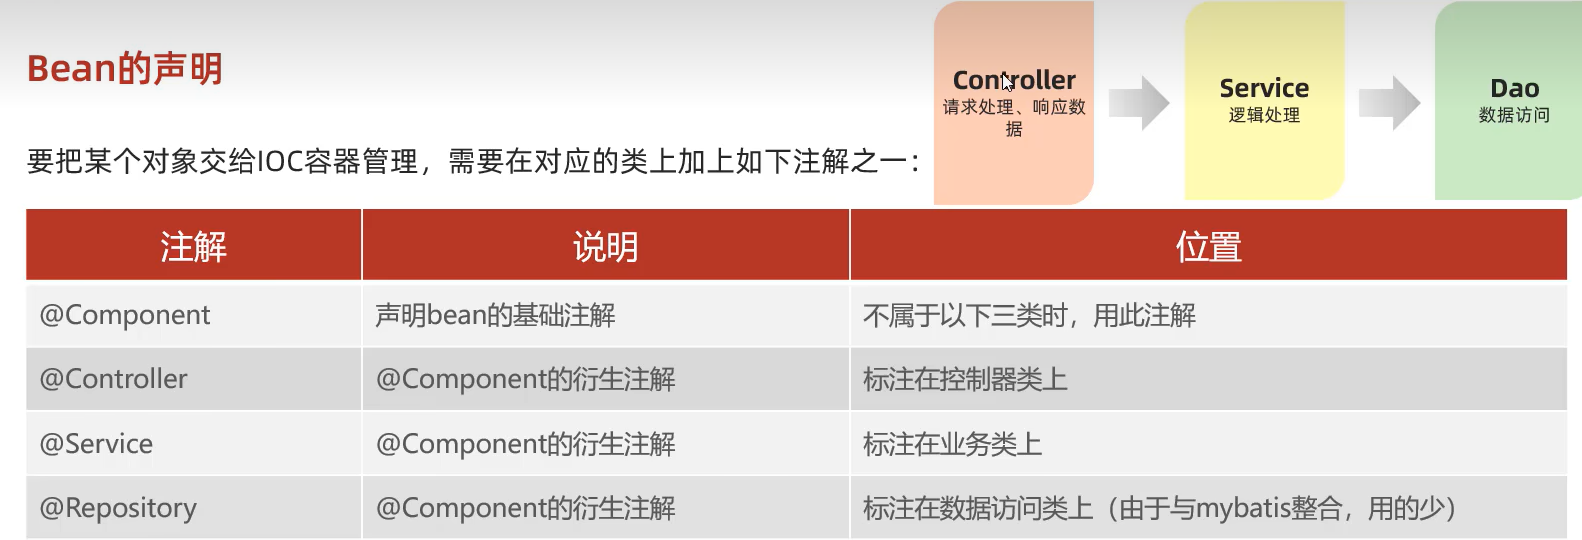 Bean的声明
Controller
请求处理、响应数
据
Service
逻辑处理
Dao
数据访问
要把某个对象交给IOC容器管理，需要在对应的类上加上如下注解之一：
注解 说明 位置
@Component 声明bean的基础注解 不属于以下三类时，用此注解
@Controller @Component的衍生注解 标注在控制器类上
@Service @Component的衍生注解 标注在业务类上
@Repository @Component的衍生注解 标注在数据访问类上（由于与mybatis整合，用的少）